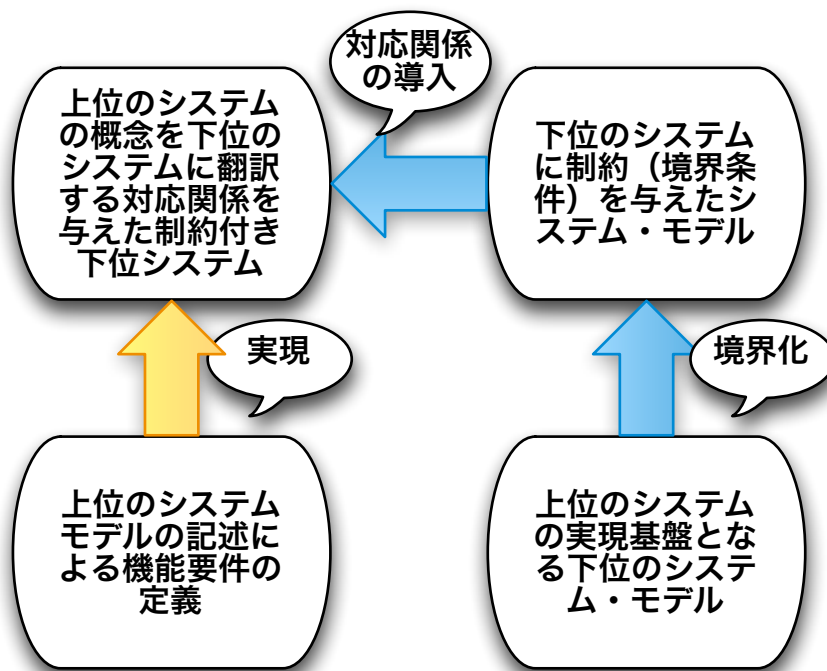 対応関係
の導入
上位のシステム
の概念を下位の
システムに翻訳
する対応関係を
与えた制約付き
下位システム
下位のシステム
に制約（境界条
件）を与えたシ
ステム・モデル
実現
境界化
上位のシステム
モデルの記述に
よる機能要件の
定義
上位のシステム
の実現基盤とな
る下位のシステ
ム・モデル